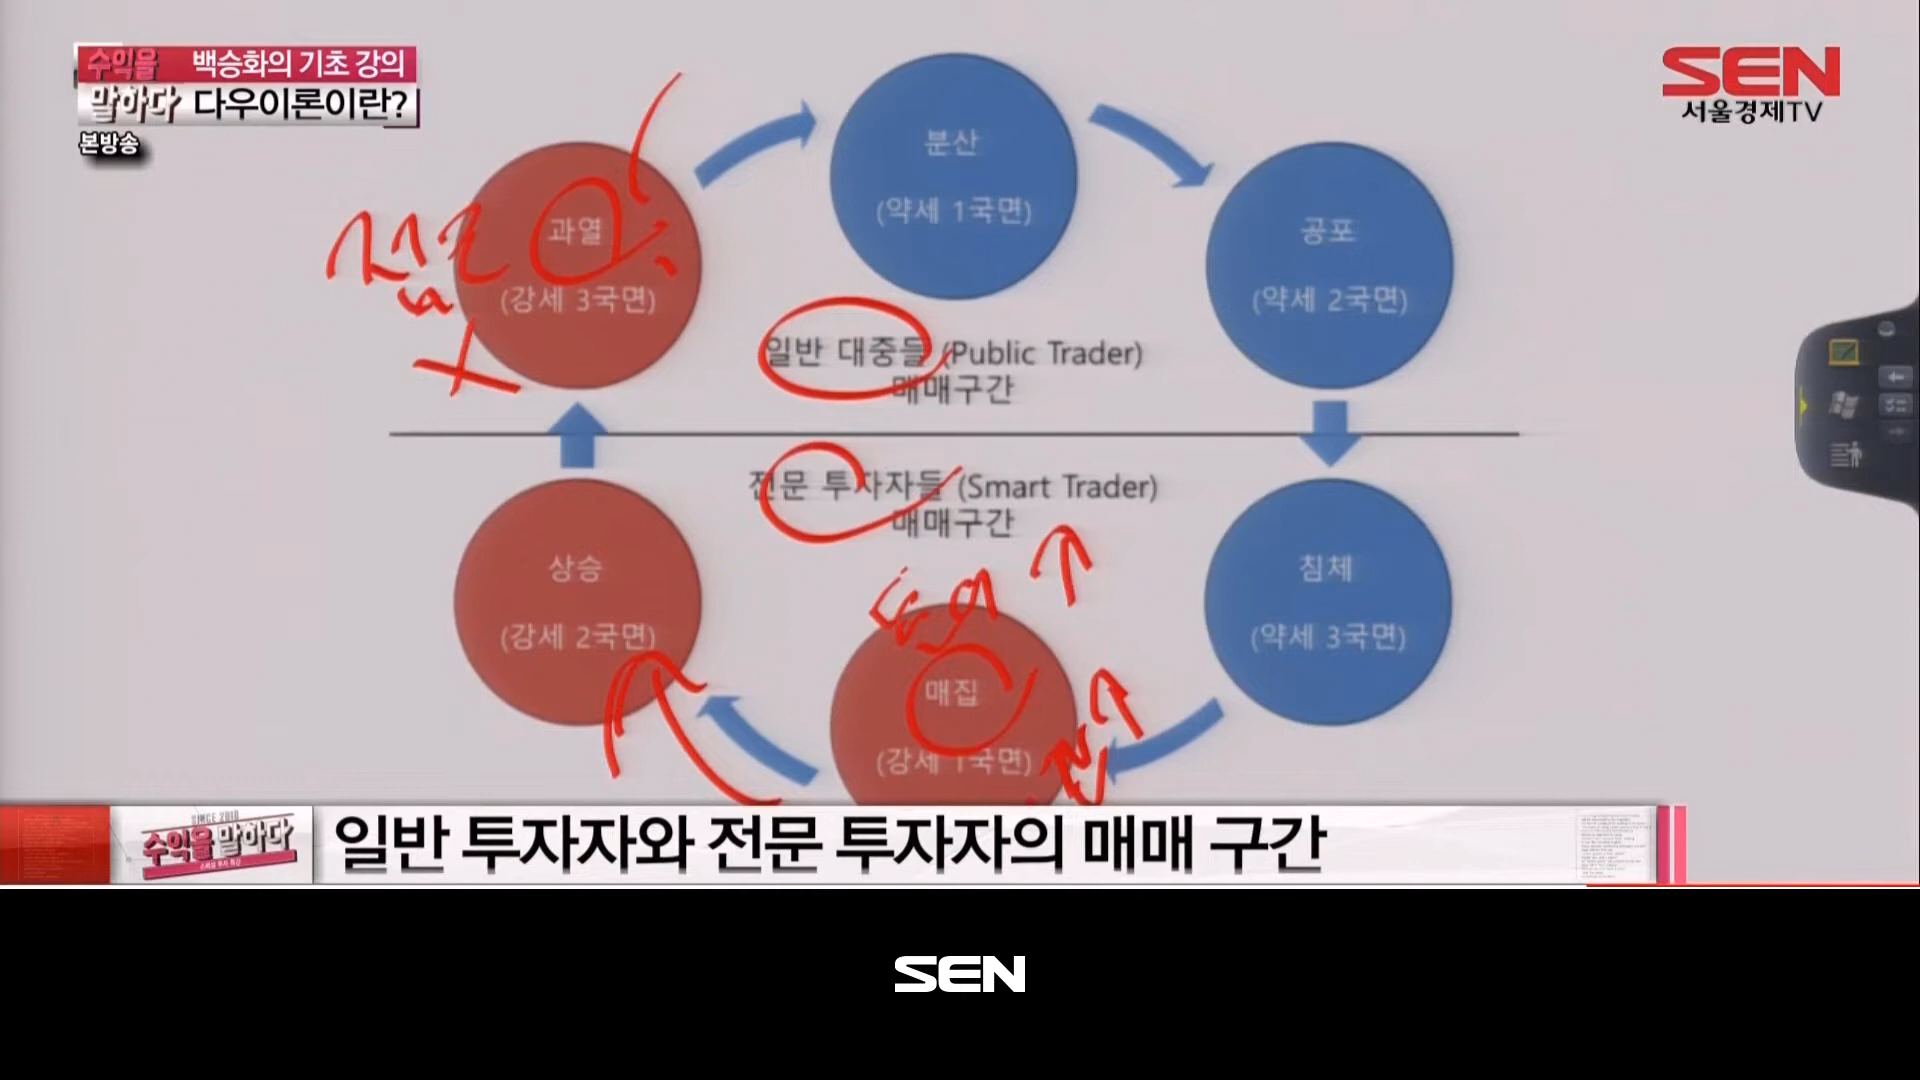 수익을
말하다
백승화의 기초 강의
다우이론이란?
본방송
SEN
서울경제TV
분산
(약세 1국면)
과열
(강세 3국면)
공포
(약세 2국면)
일반 대중들 (Public Trader)
매매구간
전문 투자자들 (Smart Trader)
매매구간
상승
(강세 2국면)
침체
(약세 3국면)
매집
(강세 1국면)
SINCE 2010
수익을 말하다
일반 투자자와 전문 투자자의 매매 구간
SEN